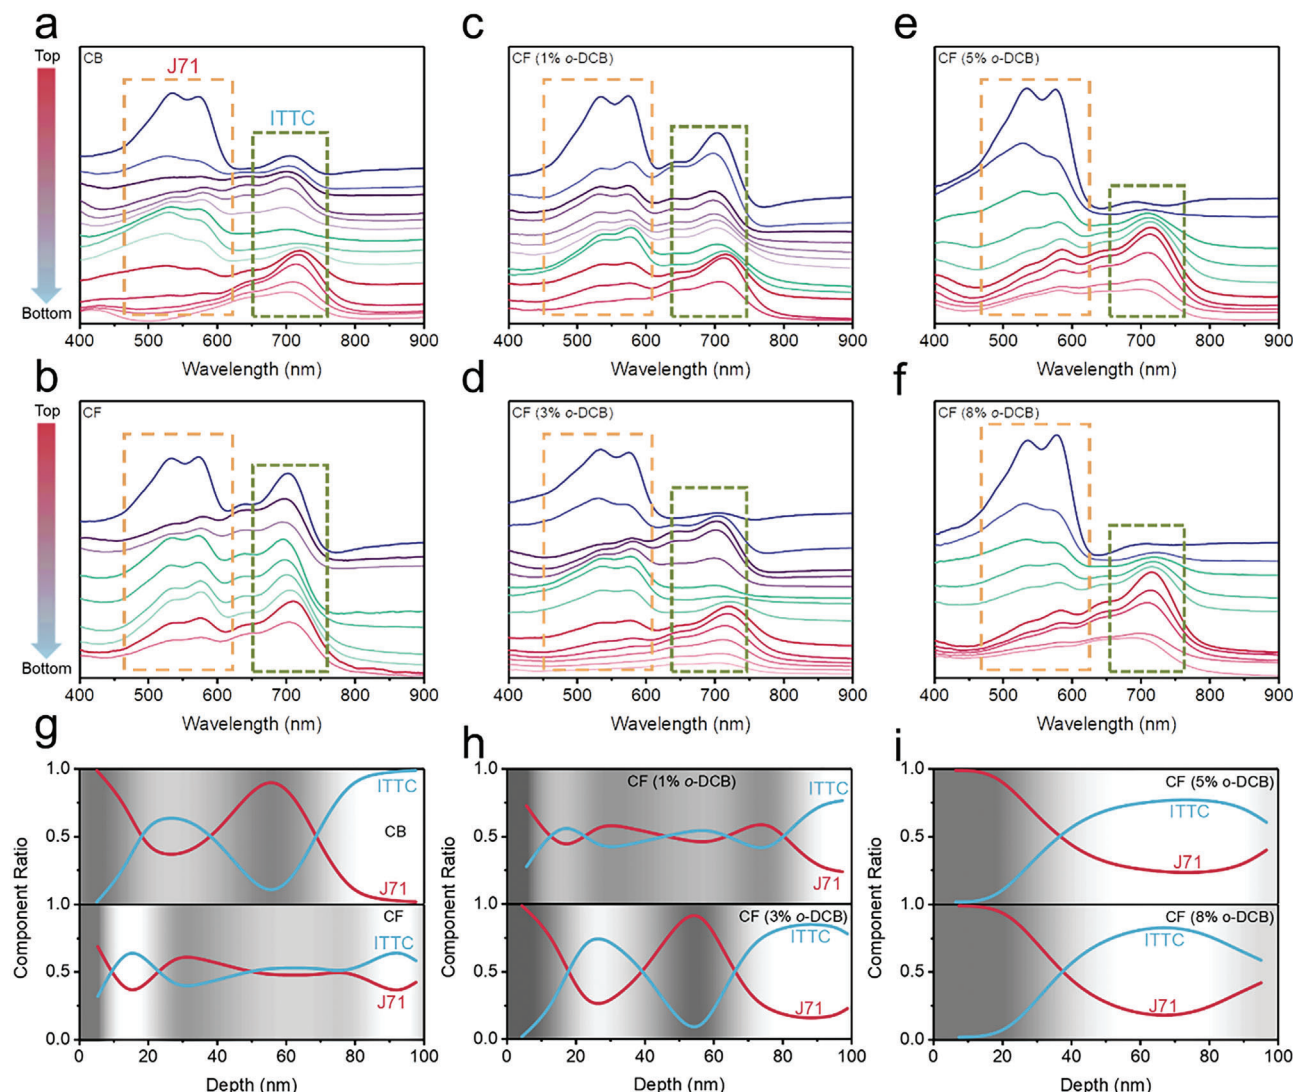 a
Top
Bottom
CB
J71
ITTC
400 500 600 700 800 900
Wavelength (nm)
c
CF (1% o-DCB)
400 500 600 700 800 900
Wavelength (nm)
e
CF (5% o-DCB)
400 500 600 700 800 900
Wavelength (nm)
b
Top
Bottom
CF
400 500 600 700 800 900
Wavelength (nm)
d
CF (3% o-DCB)
400 500 600 700 800 900
Wavelength (nm)
f
CF (8% o-DCB)
400 500 600 700 800 900
Wavelength (nm)
g
Component Ratio
1.0
0.5
1.0
0.5
0.0
ITTC
CB
J71
CF
ITTC
J71
0 20 40 60 80 100
Depth (nm)
h
Component Ratio
1.0
0.5
1.0
0.5
0.0
CF (1% o-DCB)
ITTC
J71
CF (3% o-DCB)
ITTC
J71
0 20 40 60 80 100
Depth (nm)
i
Component Ratio
1.0
0.5
1.0
0.5
0.0
CF (5% o-DCB)
ITTC
J71
CF (8% o-DCB)
ITTC
J71
0 20 40 60 80 100
Depth (nm)